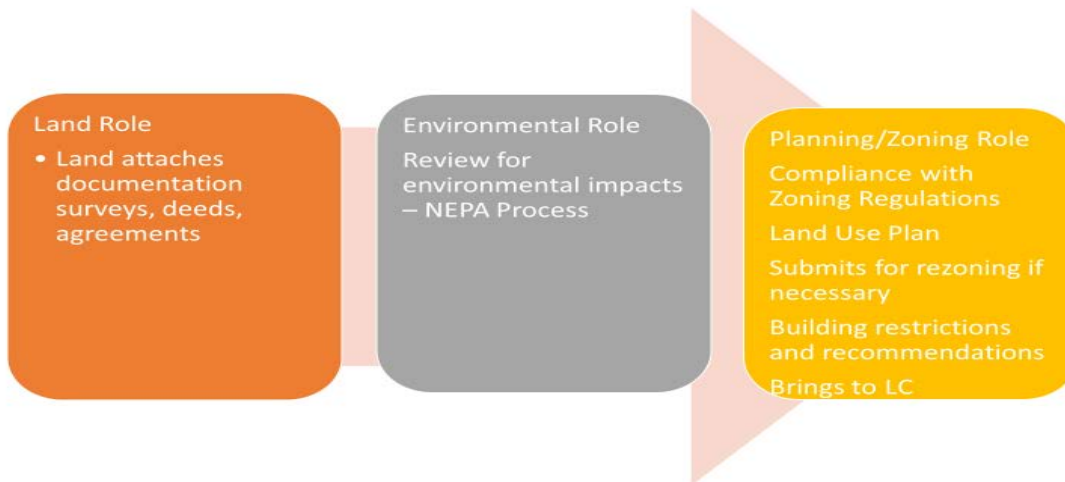 Land Role
• Land attaches
documentation
surveys, deeds,
agreements
Environmental Role
Review for
environmental impacts
– NEPA Process
Planning/Zoning Role
Compliance with
Zoning Regulations
Land Use Plan
Submits for rezoning if
necessary
Building restrictions
and recommendations
Brings to LC